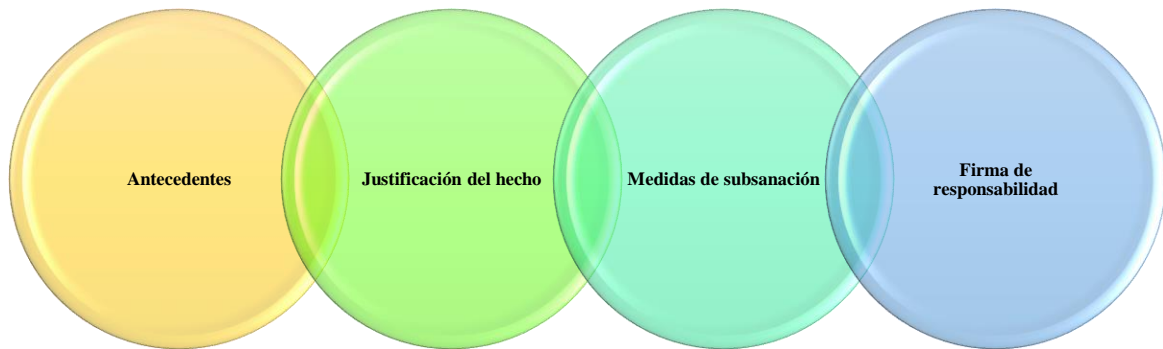 Antecedentes
Justificación del hecho
Medidas de subsanación
Firma de
responsabilidad